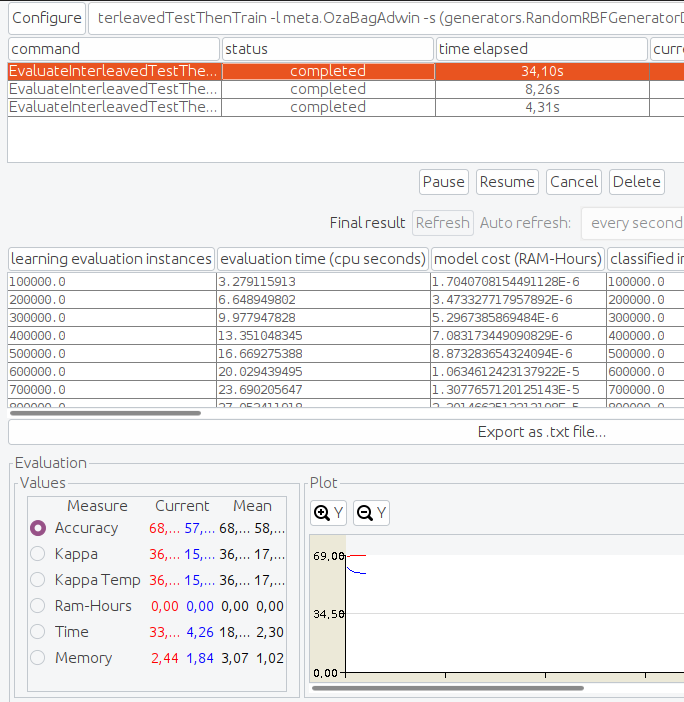 Configure terleavedTestThenTrain -l meta.OzaBagAdwin -s (generators.RandomRBFGeneratorD
command status time elapsed curre
EvaluateInterleavedTestThe... completed 34,10s
EvaluateInterleavedTestThe... completed 8,26s
EvaluateInterleavedTestThe... completed 4,31s
Pause Resume Cancel Delete
Final result Refresh Auto refresh: every second
learning evaluation instances evaluation time (cpu seconds) model cost (RAM-Hours) classified in
100000.0 3.279115913 1.7040708154491128E-6 100000.0
200000.0 6.648949802 3.473327717957892E-6 200000.0
300000.0 9.977947828 5.2967385869484E-6 300000.0
400000.0 13.351048345 7.083173449090829E-6 400000.0
500000.0 16.669275388 8.873283654324094E-6 500000.0
600000.0 20.029439495 1.0634612423137922E-5 600000.0
700000.0 23.690205647 1.3077657120125143E-5 700000.0
Export as .txt file...
Evaluation
Values
Plot
Measure Current Mean
Accuracy 68,... 57,... 68,... 58,...
Kappa 36,... 15,... 36,... 17,...
Kappa Temp 36,... 15,... 36,... 17,...
Ram-Hours 0,00 0,00 0,00 0,00
Time 33,... 4,26 18,... 2,30
Memory 2,44 1,84 3,07 1,02
Y Y
69,00
34,50
0,00